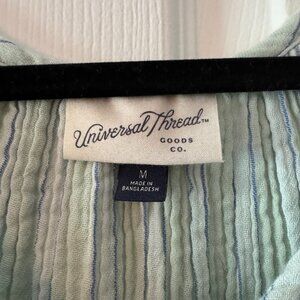 Universal Thread™
GOODS
CO.
M
MADE IN
BANGLADESH